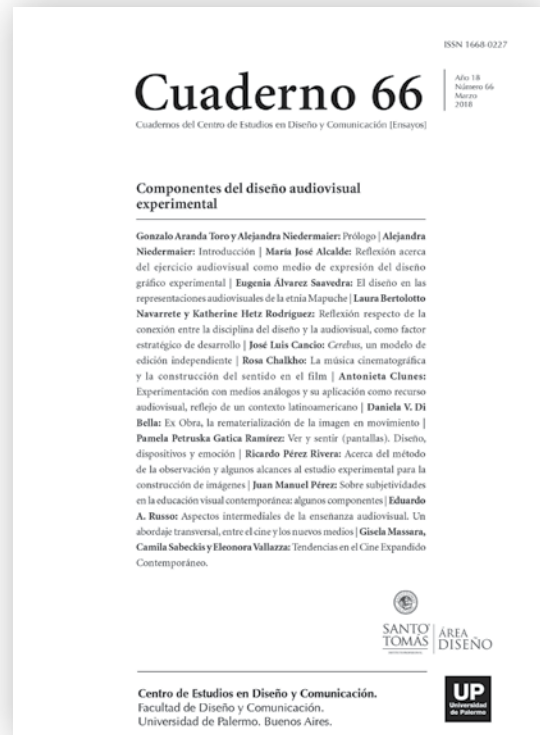 ISSN 1668-0227
Cuaderno 66
Año 18
Número 66
Marzo
2018
Cuadernos del Centro de Estudios en Diseño y Comunicación [Ensayos]
Componentes del diseño audiovisual
experimental
Gonzalo Aranda Toro y Alejandra Niedermaier: Prólogo | Alejandra
Niedermaier: Introducción | María José Alcalde: Reflexión acerca
del ejercicio audiovisual como medio de expresión del diseño
gráfico experimental | Eugenia Álvarez Saavedra: El diseño en las
representaciones audiovisuales de la etnia Mapuche | Laura Bertolotto
Navarrete y Katherine Hetz Rodríguez: Reflexión respecto de la
conexión entre la disciplina del diseño y la audiovisual, como factor
estratégico de desarrollo | José Luis Cancio: Cerebus, un modelo de
edición independiente | Rosa Chalkho: La música cinematográfica
y la construcción del sentido en el film | Antonieta Clunes:
Experimentación con medios análogos y su aplicación como recurso
audiovisual, reflejo de un contexto latinoamericano | Daniela V. Di
Bella: Ex Obra, la rematerialización de la imagen en movimiento |
Pamela Petruska Gatica Ramírez: Ver y sentir (pantallas). Diseño,
dispositivos y emoción | Ricardo Pérez Rivera: Acerca del método
de la observación y algunos alcances al estudio experimental para la
construcción de imágenes | Juan Manuel Pérez: Sobre subjetividades
en la educación visual contemporánea: algunos componentes | Eduardo
A. Russo: Aspectos intermediales de la enseñanza audiovisual. Un
abordaje transversal, entre el cine y los nuevos medios | Gisela Massara,
Camila Sabeckis y Eleonora Vallazza: Tendencias en el Cine Expandido
Contemporáneo.
SANTO
TOMÁS
ÁREA
DISEÑO
Centro de Estudios en Diseño y Comunicación.
Facultad de Diseño y Comunicación.
Universidad de Palermo. Buenos Aires.
UP
Universidad
de Palermo